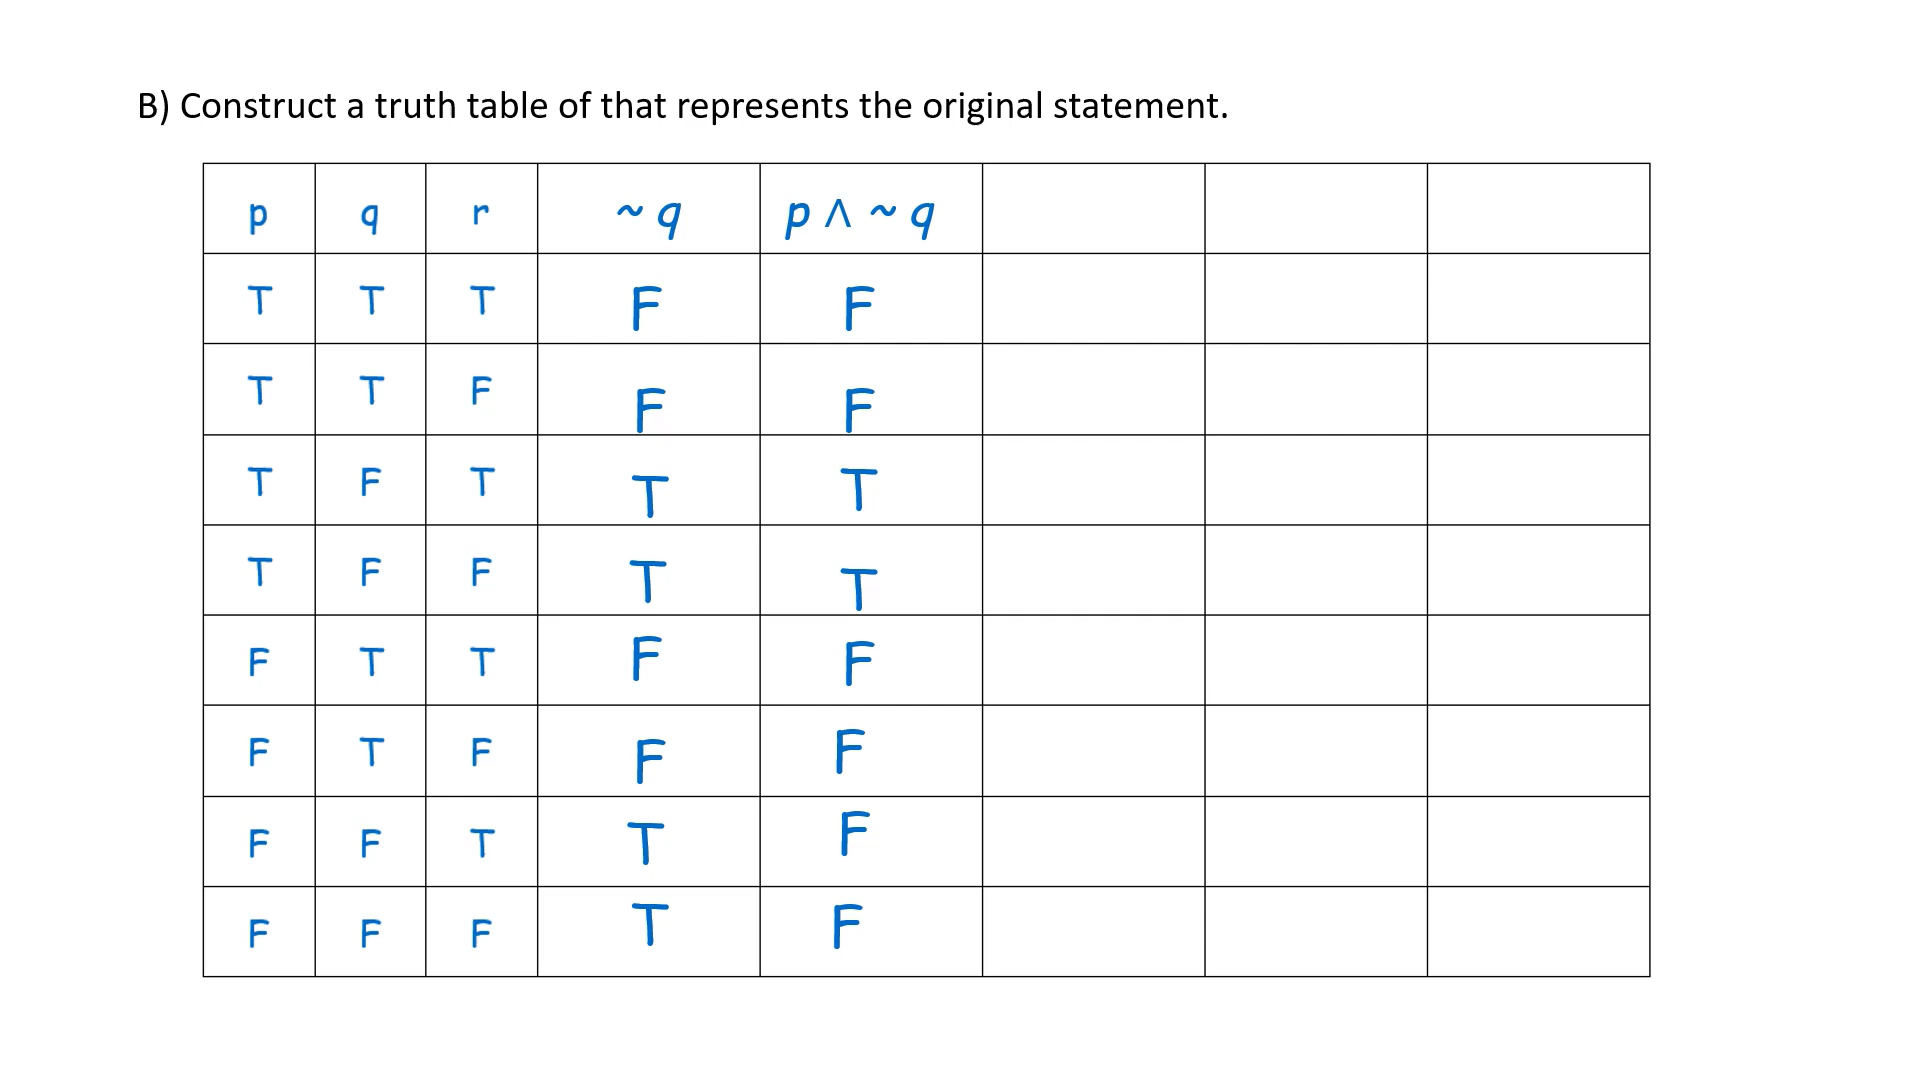 B) Construct a truth table of that represents the original statement.
p q r ~ q p ∧ ~ q
T T T F F
T T F F F
T F T T T
T F F T T
F T T F F
F T F F F
F F T T F
F F F T F